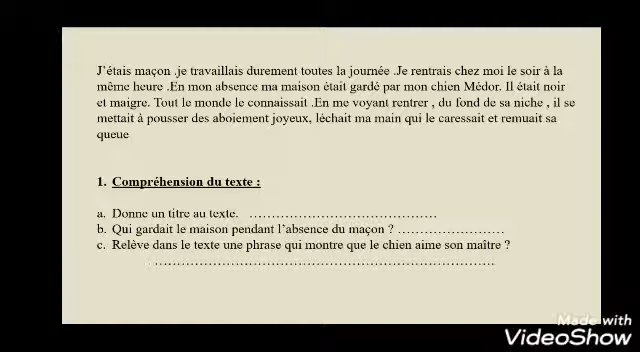 J'étais maçon .je travaillais durement toutes la journée .Je rentrais chez moi le soir à la
même heure .En mon absence ma maison était gardé par mon chien Médor. Il était noir
et maigre. Tout le monde le connaissait .En me voyant rentrer , du fond de sa niche , il se
mettait à pousser des aboiement joyeux, léchait ma main qui le caressait et remuait sa
queue
1. Compréhension du texte :
a. Donne un titre au texte. ..........................................
b. Qui gardait le maison pendant l'absence du maçon ? ........................
c. Relève dans le texte une phrase qui montre que le chien aime son maître ?
............................................................................
Made with
VideoShow